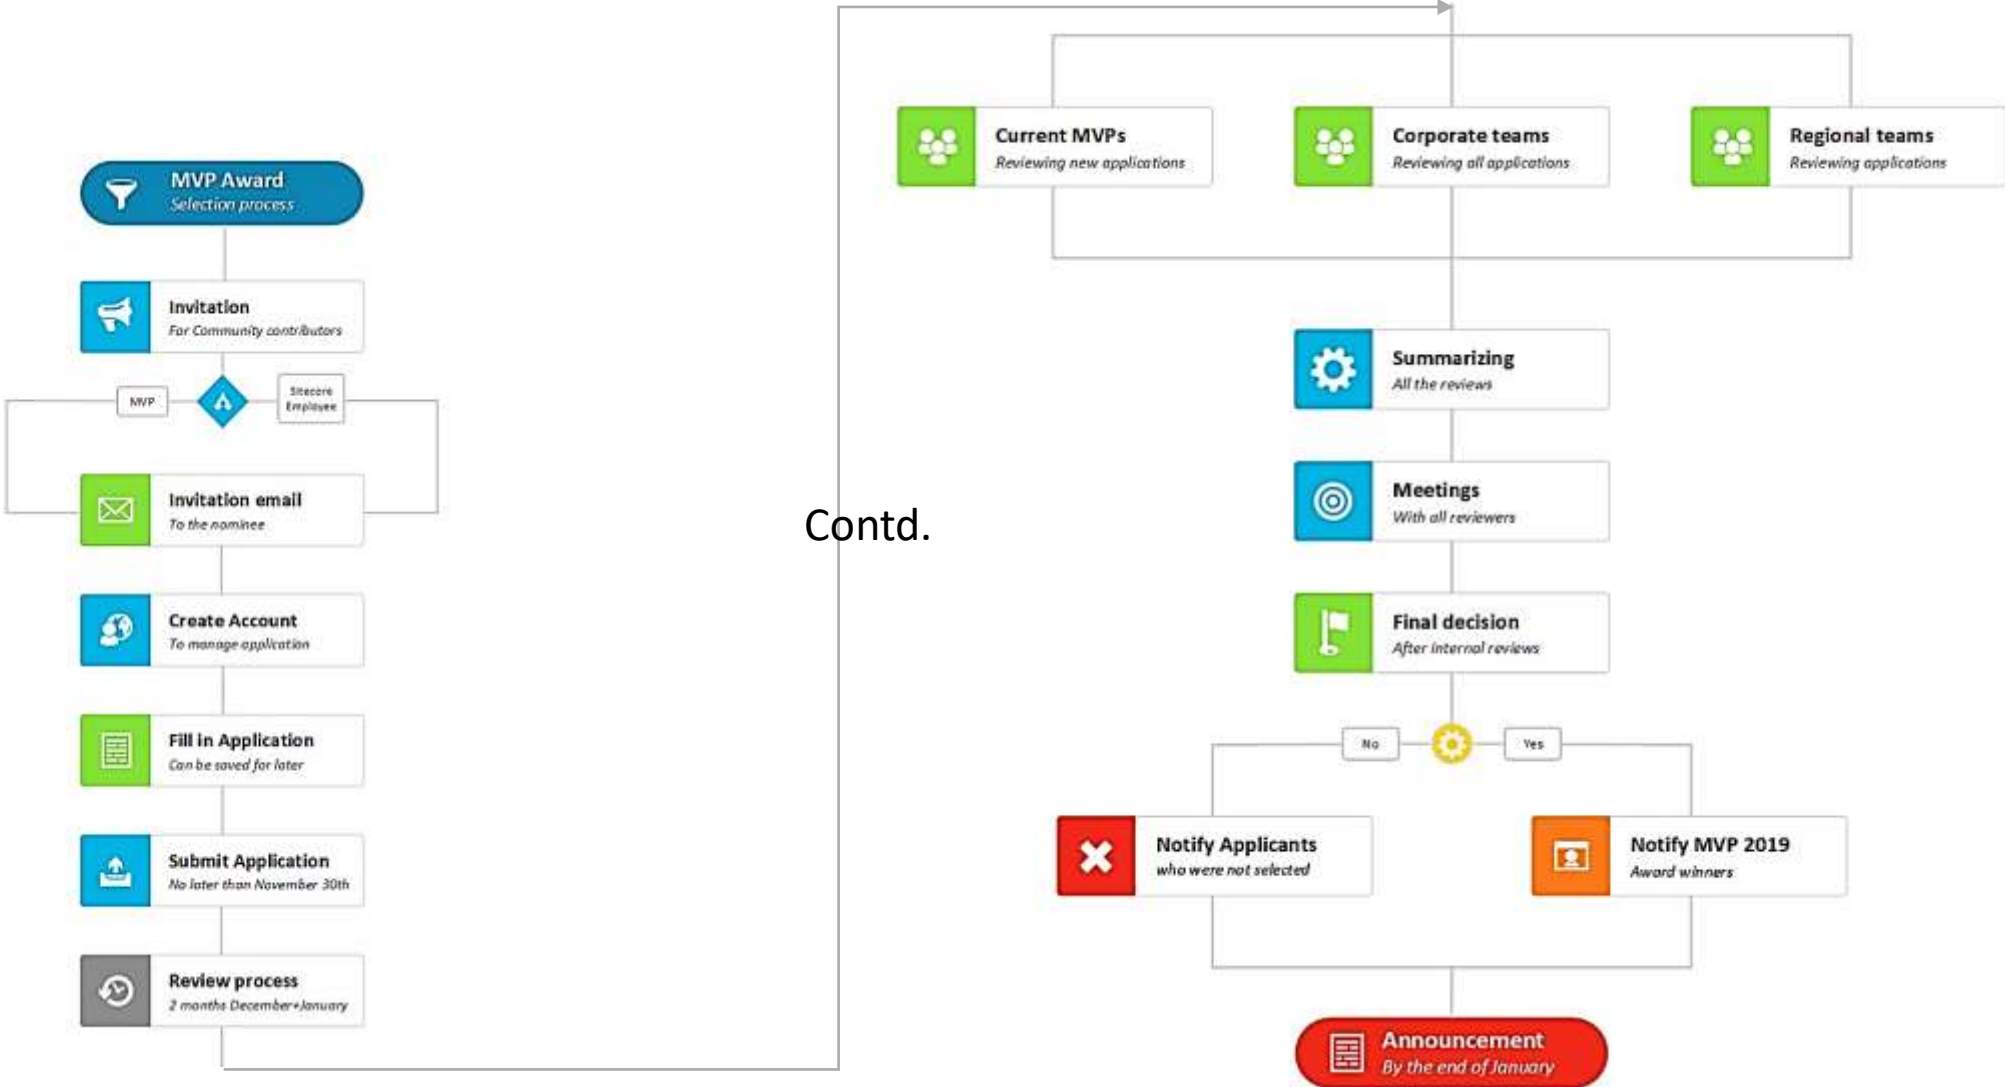 MVP Award
Selection process
Invitation
For Community contributors
MVP
Sitecore
Employee
Invitation email
To the nominee
Create Account
To manage application
Fill in Application
Can be saved for later
Submit Application
No later than November 30th
Review process
2 months December+January
Contd.
Current MVPs
Reviewing new applications
Corporate teams
Reviewing all applications
Regional teams
Reviewing applications
Summarizing
All the reviews
Meetings
With all reviewers
Final decision
After internal reviews
No
Yes
Notify Applicants
who were not selected
Notify MVP 2019
Award winners
Announcement
By the end of January